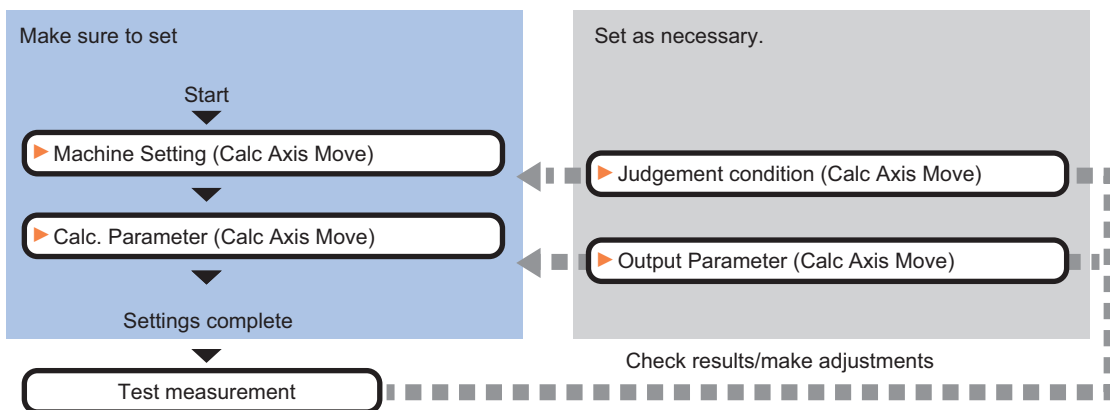 Make sure to set
Start
Machine Setting (Calc Axis Move)
Calc. Parameter (Calc Axis Move)
Settings complete
Test measurement
Set as necessary.
Judgement condition (Calc Axis Move)
Output Parameter (Calc Axis Move)
Check results/make adjustments